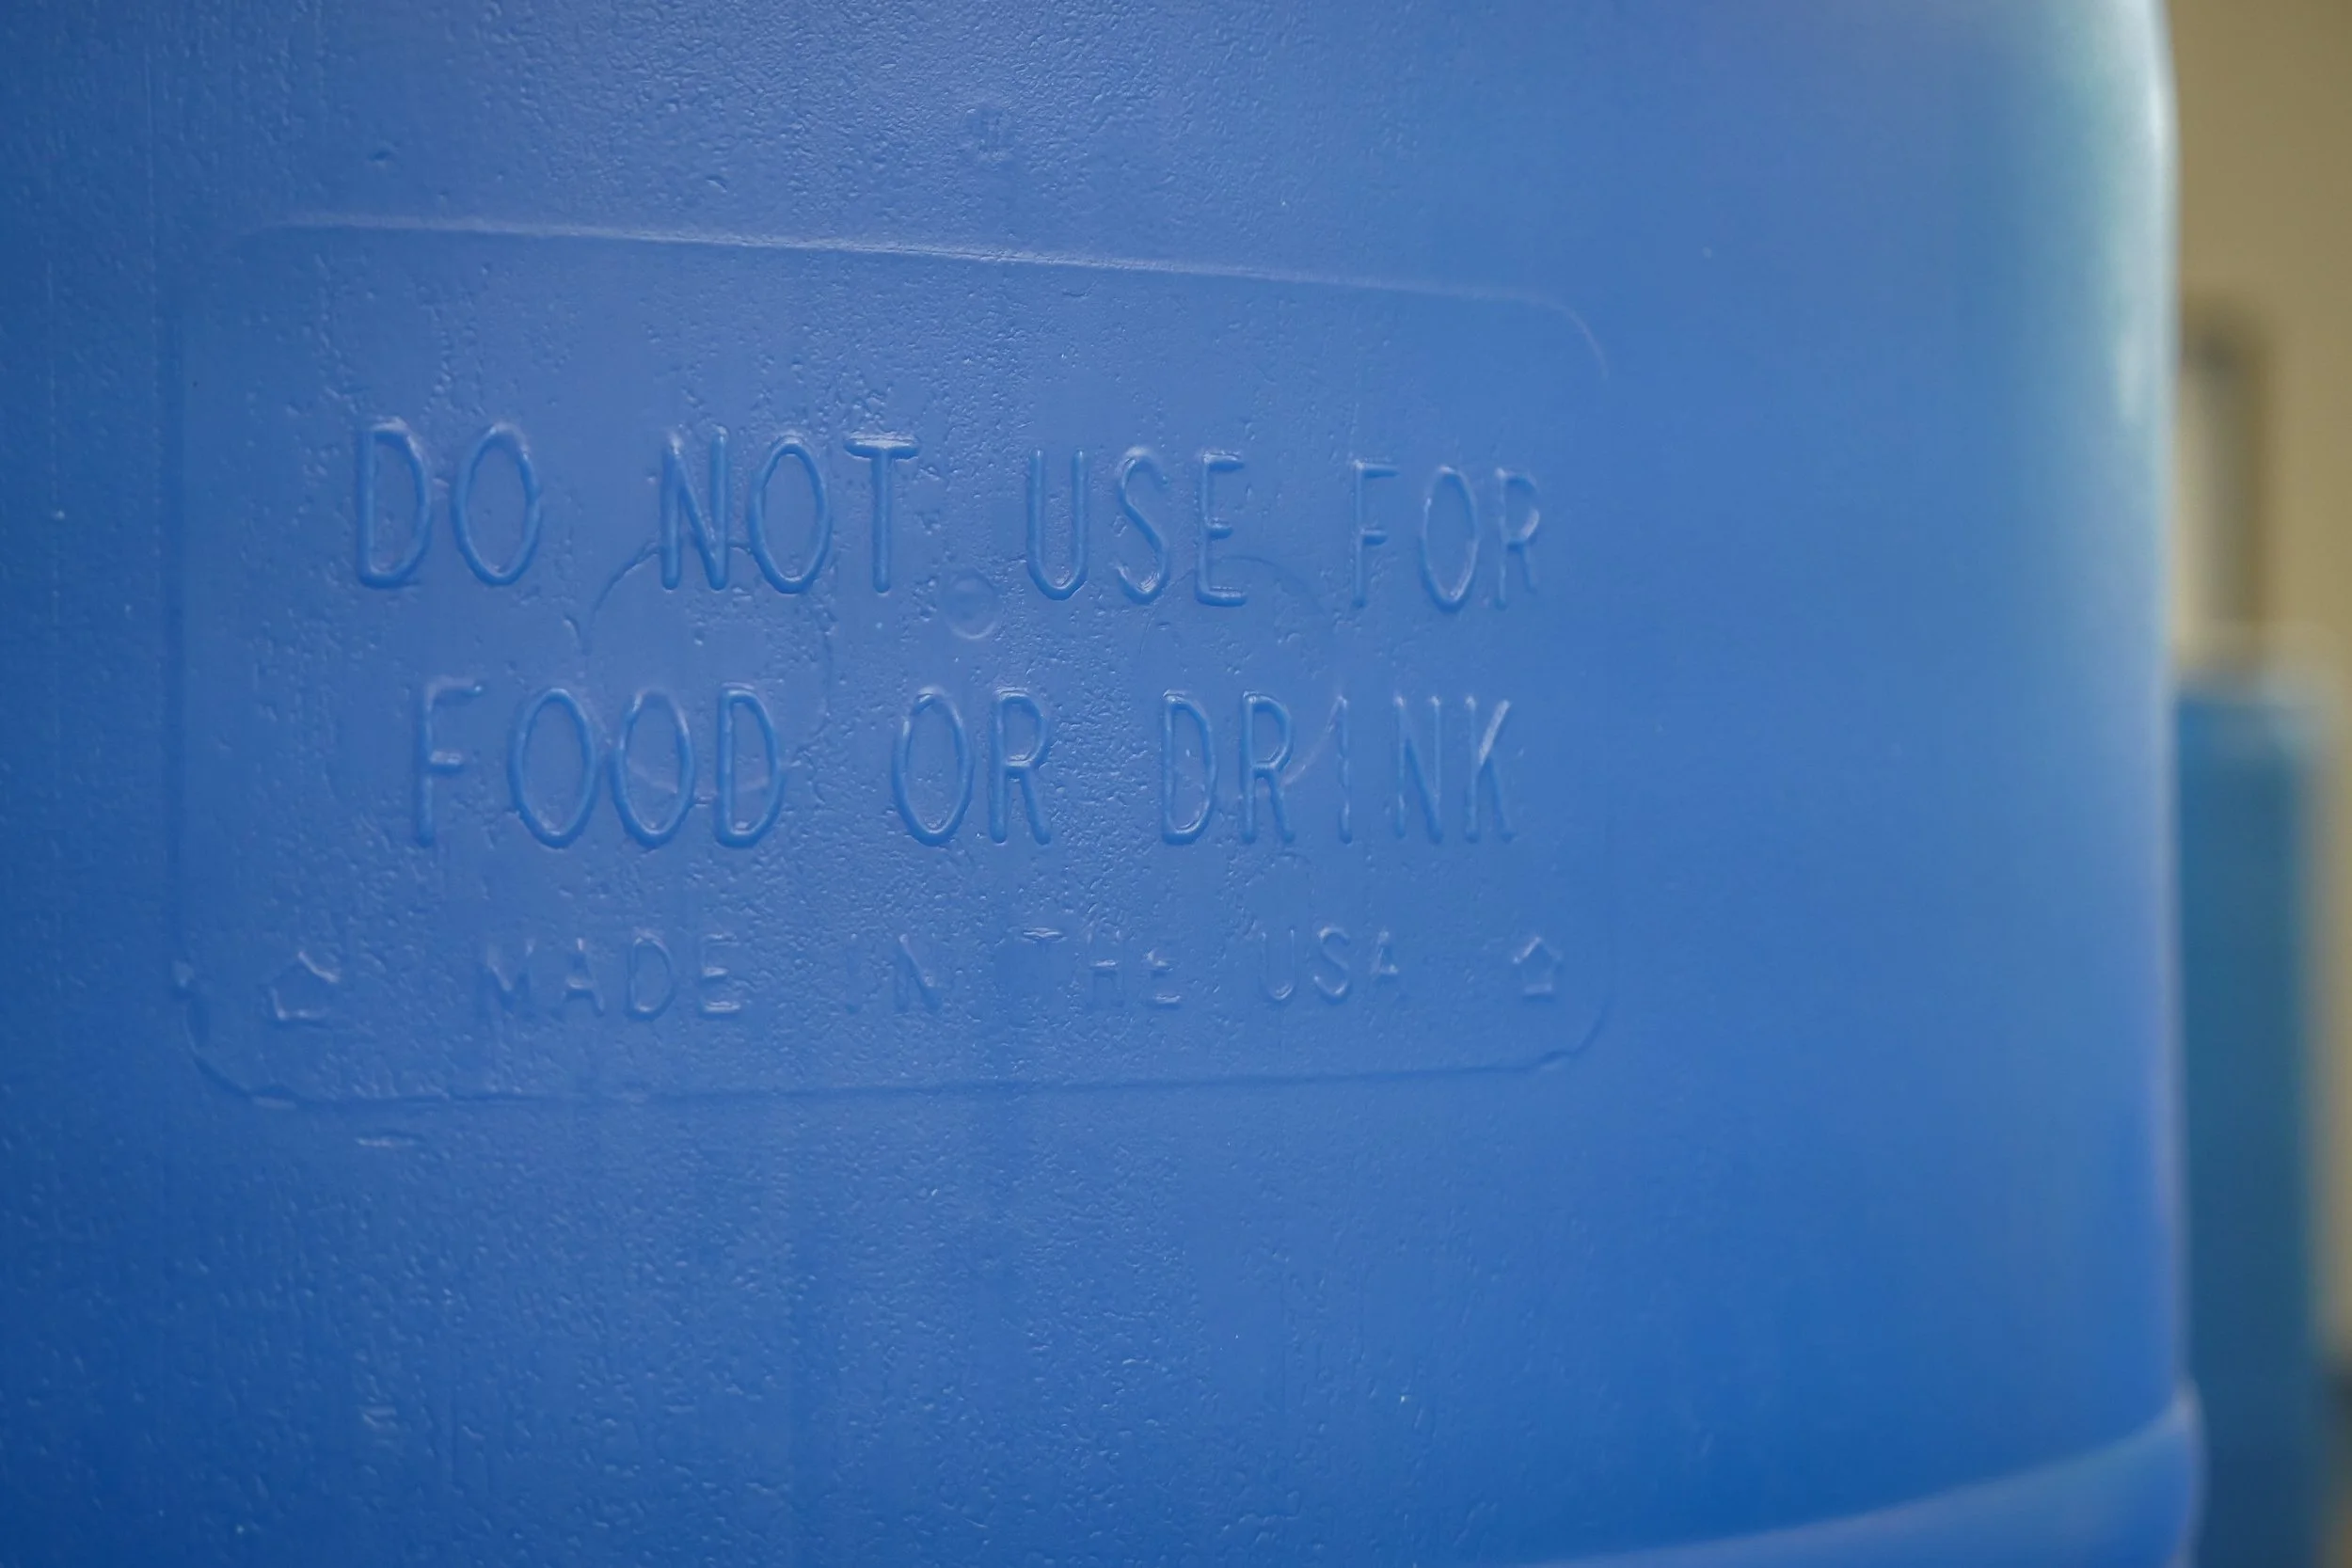 DO NOT USE FOR
FOOD OR DRINK
MADE IN THE USA